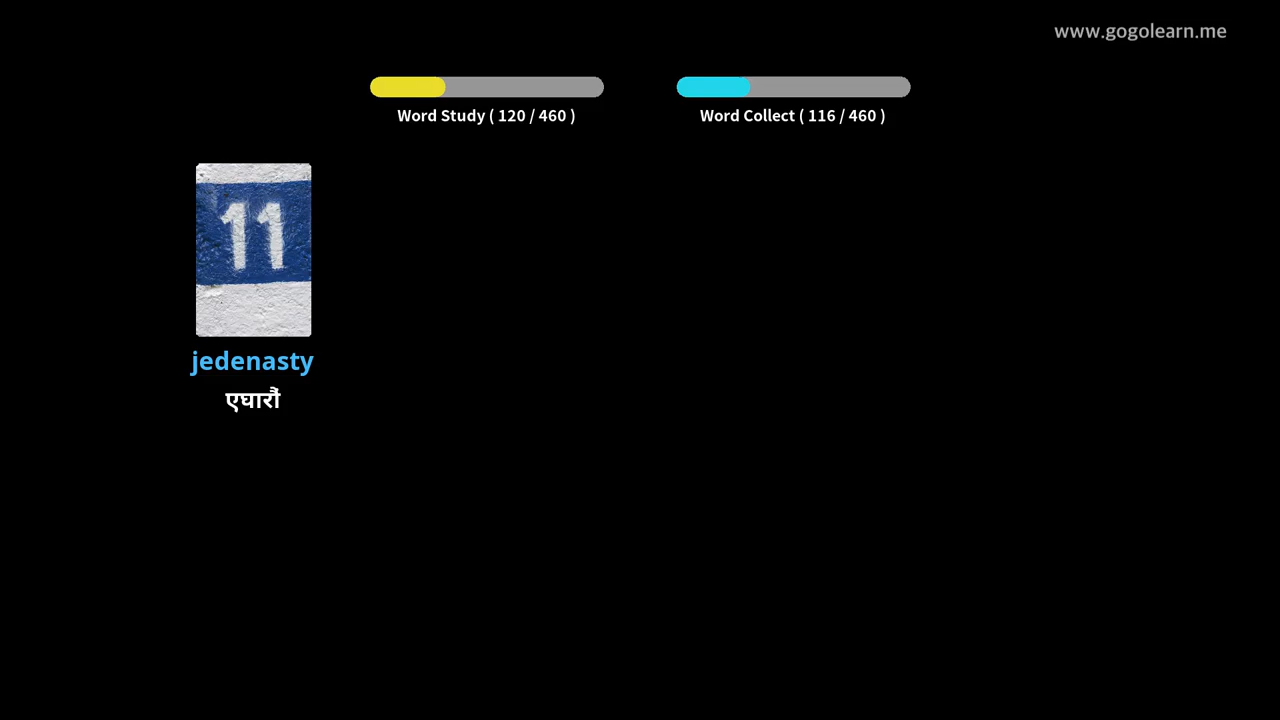 www.gogolearn.me
Word Study ( 120 / 460 )
Word Collect ( 116 / 460 )
11
jedenasty
एघारौं